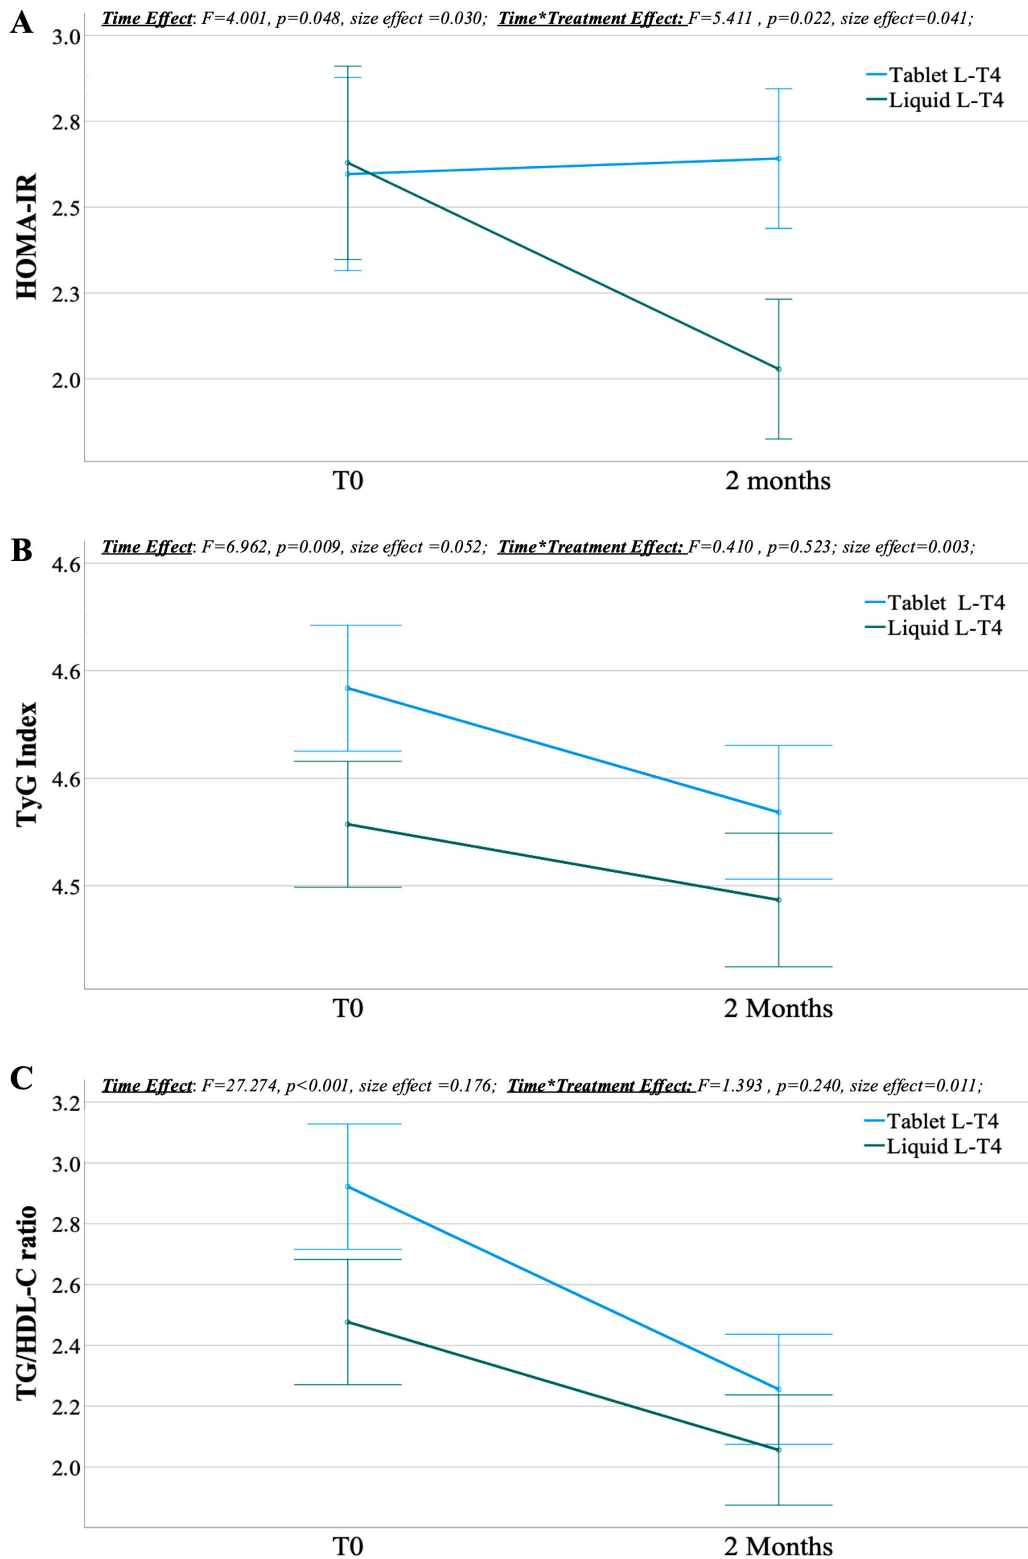 A
Time Effect: F=4.001, p=0.048, size effect =0.030; Time*Treatment Effect: F=5.411 , p=0.022, size effect=0.041;
3.0
Tablet L-T4
Liquid L-T4
2.8
2.5
HOMA-IR
2.3
2.0
T0
2 months
B
Time Effect: F=6.962, p=0.009, size effect =0.052; Time*Treatment Effect: F=0.410 , p=0.523; size effect=0.003;
4.6
Tablet L-T4
Liquid L-T4
4.6
TyG Index
4.6
4.5
T0
2 Months
C
Time Effect: F=27.274, p<0.001, size effect =0.176; Time*Treatment Effect: F=1.393 , p=0.240, size effect=0.011;
3.2
Tablet L-T4
Liquid L-T4
3.0
2.8
2.6
TG/HDL-C ratio
2.4
2.2
2.0
T0
2 Months